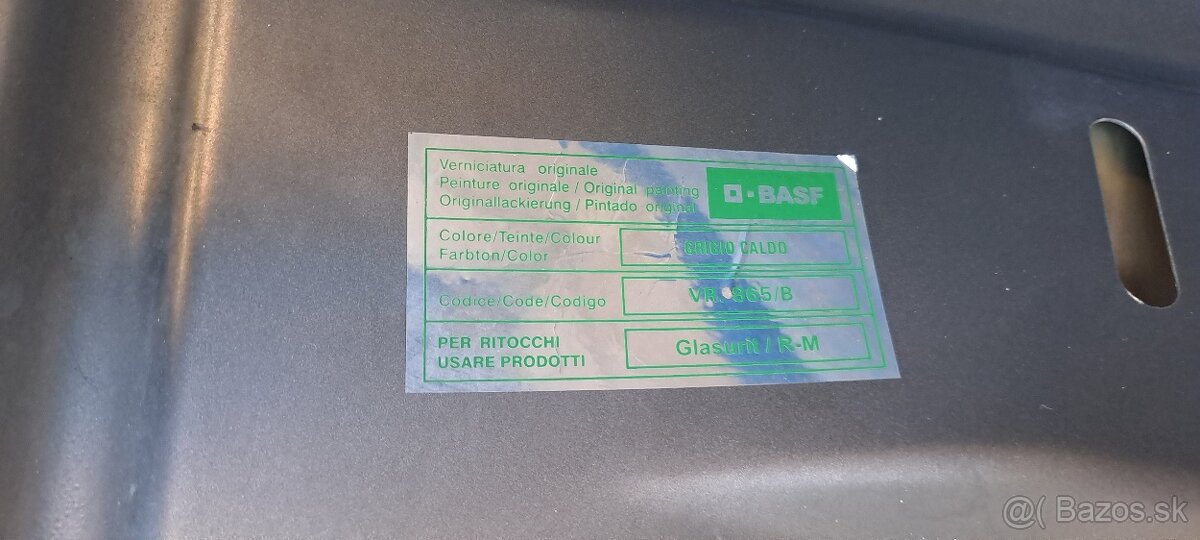 Verniciatura originale
Peinture originale / Original painting
Originallackierung / Pintado original
BASF
Colore/Teinte/Colour
Farbton/Color
GRIGIO CALDO
Codice/Code/Codigo
VR 865/B
PER RITOCCHI
USARE PRODOTTI
Glasurit / R-M
@( Bazos.sk